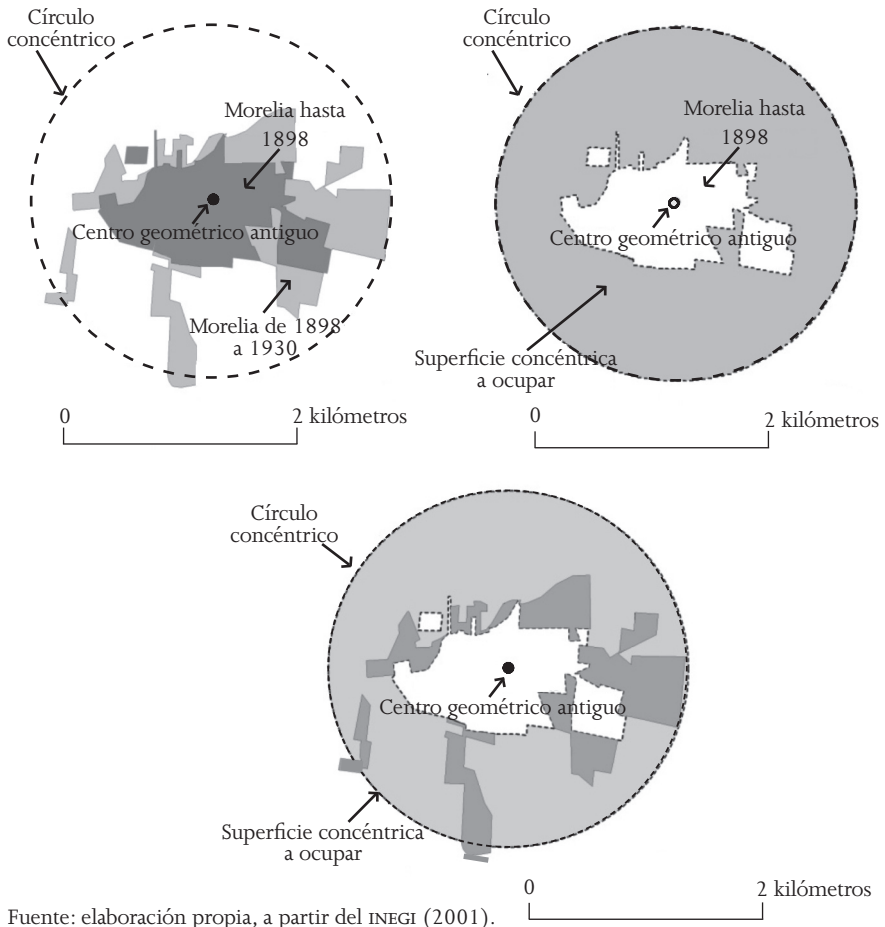 Círculo
concéntrico
Morelia hasta
1898
Centro geométrico antiguo
Morelia de 1898
a 1930
0
2 kilómetros
Círculo
concéntrico
Morelia hasta
1898
Centro geométrico antiguo
Superficie concéntrica
a ocupar
0
2 kilómetros
Círculo
concéntrico
Centro geométrico antiguo
Superficie concéntrica
a ocupar
0
2 kilómetros
Fuente: elaboración propia, a partir del INEGI (2001).